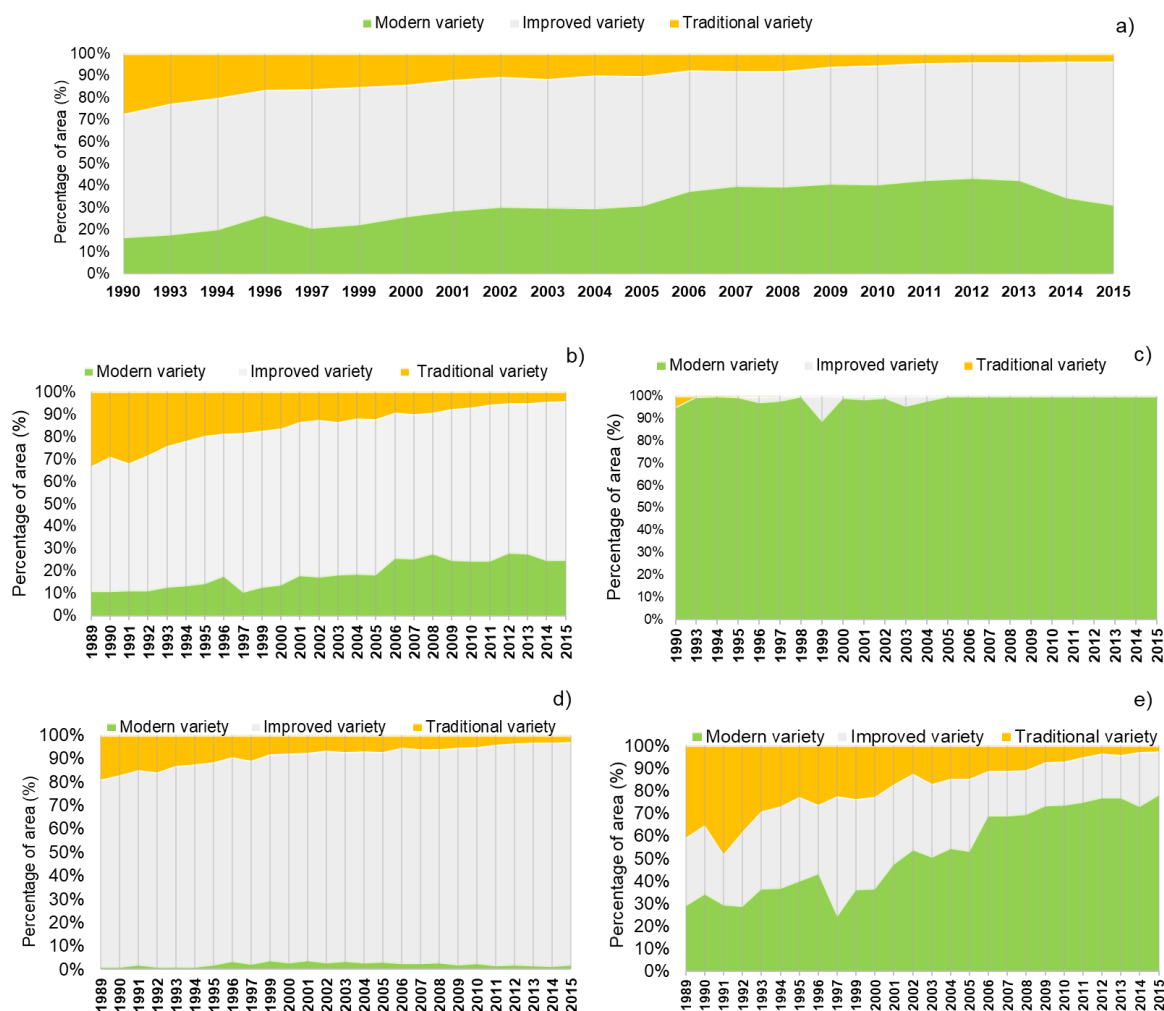 Modern variety Improved variety Traditional variety
a)
Percentage of area (%)
100%
90%
80%
70%
60%
50%
40%
30%
20%
10%
0%
1990 1993 1994 1996 1997 1999 2000 2001 2002 2003 2004 2005 2006 2007 2008 2009 2010 2011 2012 2013 2014 2015
b)
Modern variety Improved variety Traditional variety
Percentage of area (%)
100%
90%
80%
70%
60%
50%
40%
30%
20%
10%
0%
1989 1990 1991 1992 1993 1994 1995 1996 1997 1999 2000 2001 2002 2003 2004 2005 2006 2007 2008 2009 2010 2011 2012 2013 2014 2015
c)
Modern variety Improved variety Traditional variety
Percentage of area (%)
100%
90%
80%
70%
60%
50%
40%
30%
20%
10%
0%
1990 1993 1994 1995 1996 1997 1998 1999 2000 2001 2002 2003 2004 2005 2006 2007 2008 2009 2010 2011 2012 2013 2014 2015
d)
Modern variety Improved variety Traditional variety
Percentage of area (%)
100%
90%
80%
70%
60%
50%
40%
30%
20%
10%
0%
1989 1990 1991 1992 1993 1994 1995 1996 1997 1999 2000 2001 2002 2003 2004 2005 2006 2007 2008 2009 2010 2011 2012 2013 2014 2015
e)
Modern variety Improved variety Traditional variety
Percentage of area (%)
100%
90%
80%
70%
60%
50%
40%
30%
20%
10%
0%
1989 1990 1991 1992 1993 1994 1995 1996 1997 1999 2000 2001 2002 2003 2004 2005 2006 2007 2008 2009 2010 2011 2012 2013 2014 2015